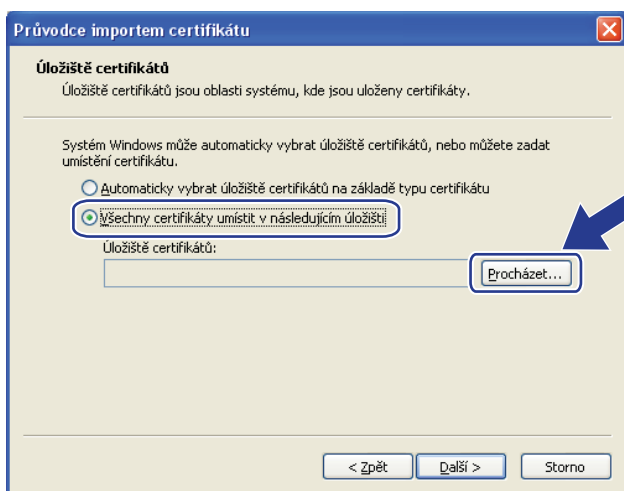 Průvodce importem certifikátu
Úložiště certifikátů
Úložiště certifikátů jsou oblasti systému, kde jsou uloženy certifikáty.
Systém Windows může automaticky vybrat úložiště certifikátů, nebo můžete zadat
umístění certifikátu.
Automaticky vybrat úložiště certifikátů na základě typu certifikátu
Všechny certifikáty umístit v následujícím úložišti
Úložiště certifikátů:
Procházet...
< Zpět Další > Storno